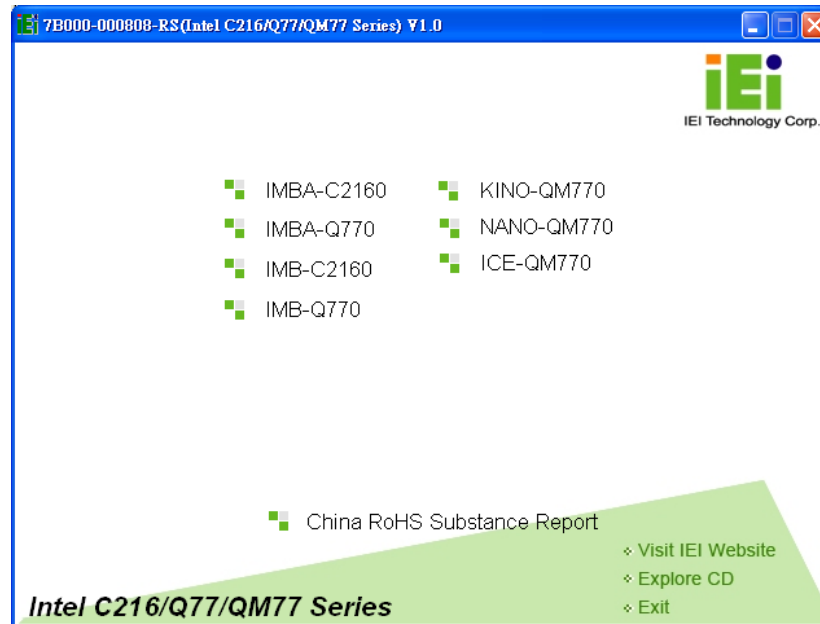 7B000-000808-RS(Intel C216/Q77/QM77 Series) V1.0
iEi
IEI Technology Corp.
IMBA-C2160
IMBA-Q770
IMB-C2160
IMB-Q770
KINO-QM770
NANO-QM770
ICE-QM770
China RoHS Substance Report
Visit IEI Website
Explore CD
Exit
Intel C216/Q77/QM77 Series